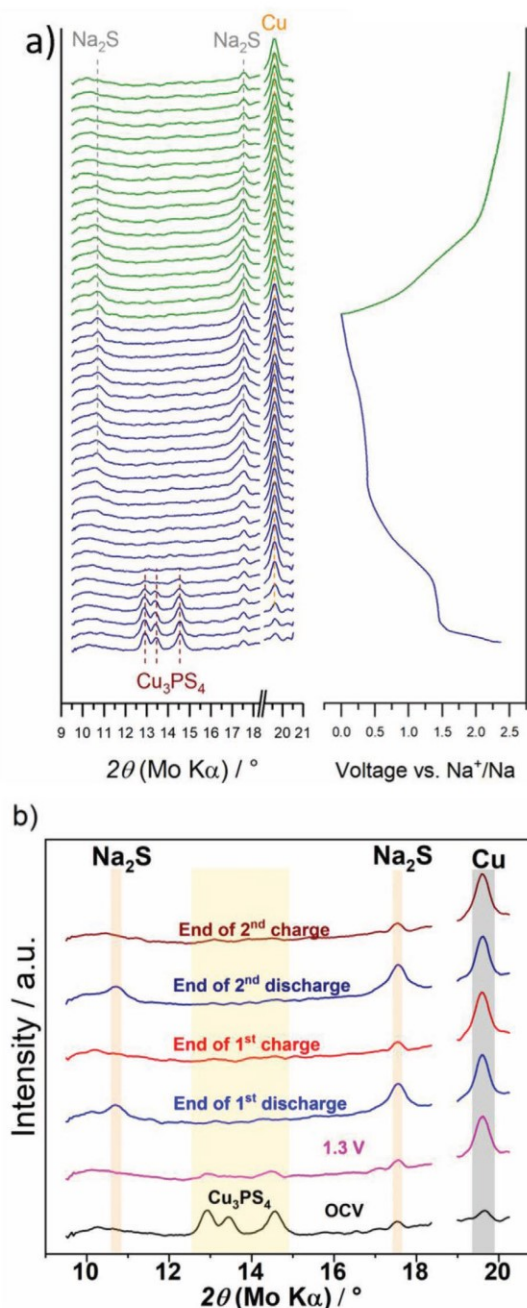 a)
Na₂S
Na₂S
Cu
Cu₃PS₄
9 10 11 12 13 14 15 16 17 18 19 20 21
0.0 0.5 1.0 1.5 2.0 2.5
2θ (Mo Kα) / °
Voltage vs. Na⁺/Na
b)
Na₂S
Na₂S
Cu
End of 2ⁿᵈ charge
End of 2ⁿᵈ discharge
End of 1ˢᵗ charge
End of 1ˢᵗ discharge
1.3 V
Cu₃PS₄
OCV
Intensity / a.u.
10 12 14 16 18 20
2θ (Mo Kα) / °